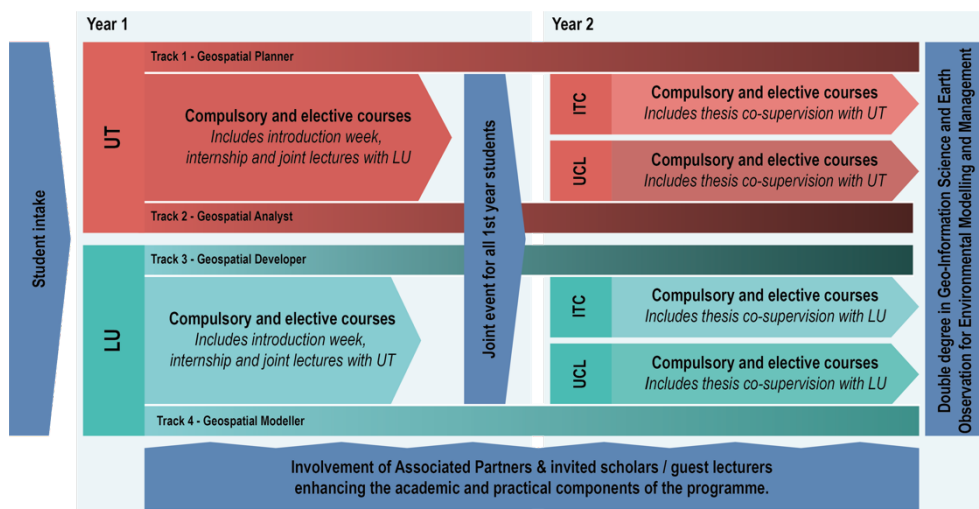 Year 1
Year 2
Student intake
UT
Track 1 - Geospatial Planner
Compulsory and elective courses
Includes introduction week,
internship and joint lectures with LU
Track 2 - Geospatial Analyst
ITC
Compulsory and elective courses
Includes thesis co-supervision with UT
UCL
Compulsory and elective courses
Includes thesis co-supervision with UT
Joint event for all 1st year students
LU
Track 3 - Geospatial Developer
Compulsory and elective courses
Includes introduction week,
internship and joint lectures with UT
Track 4 - Geospatial Modeller
ITC
Compulsory and elective courses
Includes thesis co-supervision with LU
UCL
Compulsory and elective courses
Includes thesis co-supervision with LU
Double degree in Geo-Information Science and Earth
Observation for Environmental Modelling and Management
Involvement of Associated Partners & invited scholars / guest lecturers
enhancing the academic and practical components of the programme.